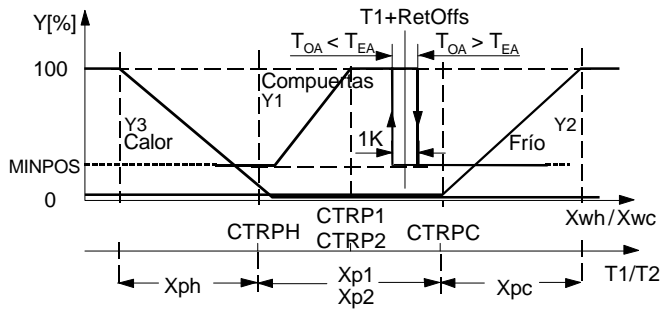 Y[%]
T1+RetOffs
TOA < TEA
TOA > TEA
100
Compuertas
Y1
Y3
Calor
Y2
1K
Frío
MINPOS
0
CTRP1
Xwh/Xwc
CTRPH
CTRP2
CTRPC
T1/T2
Xph
Xp1
Xp2
Xpc